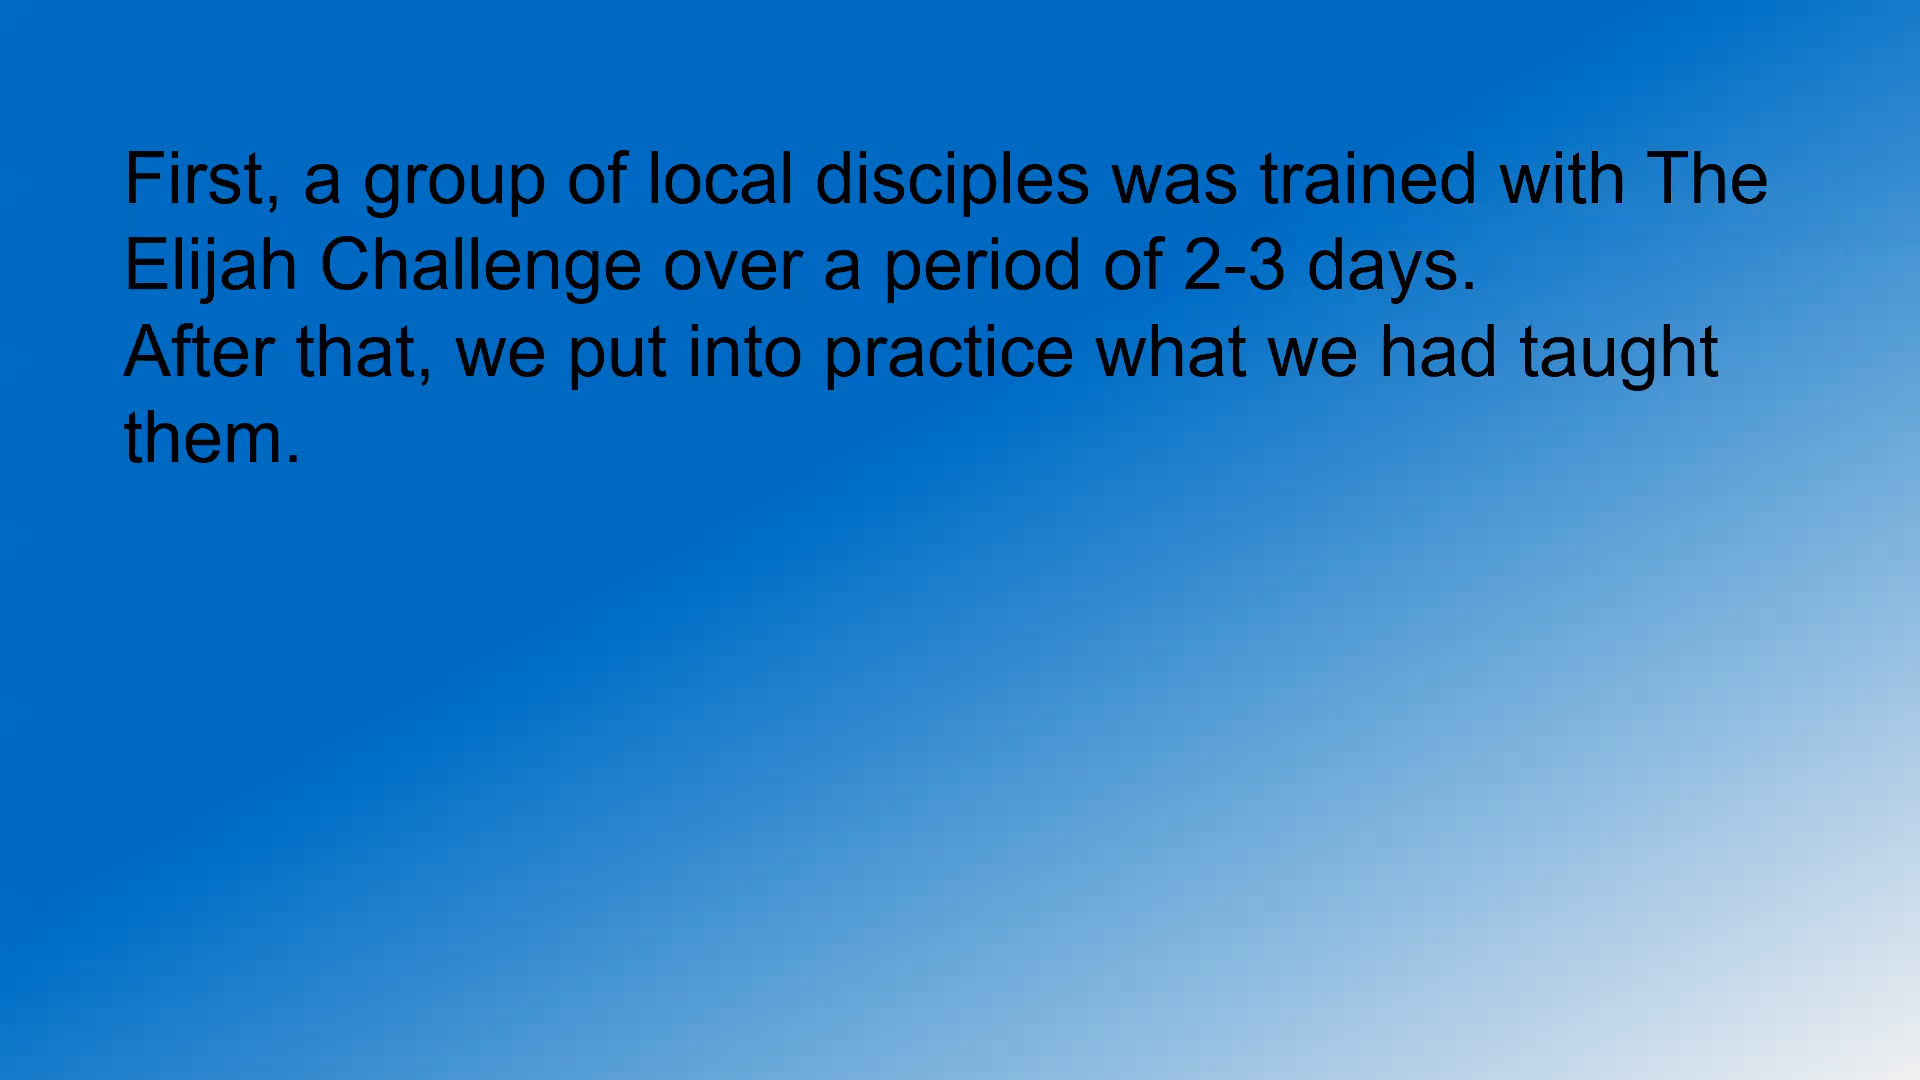 First, a group of local disciples was trained with The
Elijah Challenge over a period of 2-3 days.
After that, we put into practice what we had taught
them.